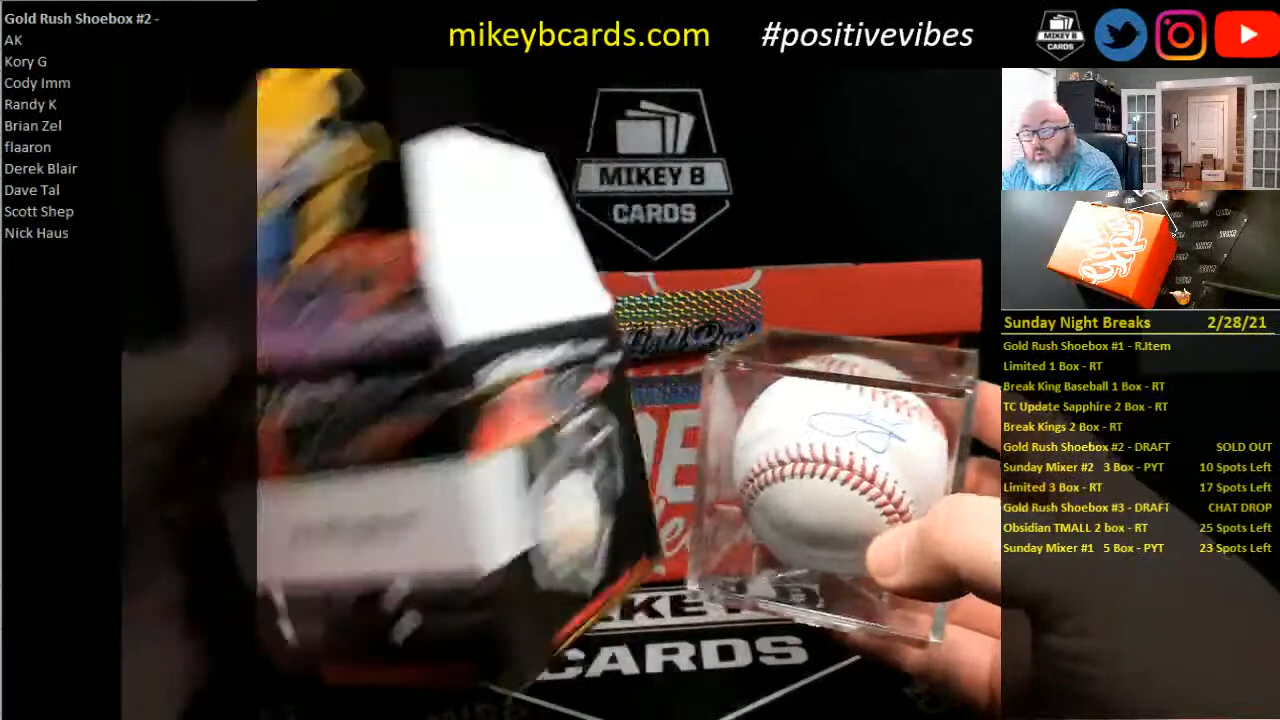 Gold Rush Shoebox #2 -
AK
Kory G
Cody Imm
Randy K
Brian Zel
flaaron
Derek Blair
Dave Tal
Scott Shep
Nick Haus
mikeybcards.com #positivevibes
MIKEY B
CARDS
MIKEY B
CARDS
Gold Rush
CARDS
Sunday Night Breaks 2/28/21
Gold Rush Shoebox #1 - R.Item
Limited 1 Box - RT
Break King Baseball 1 Box - RT
TC Update Sapphire 2 Box - RT
Break Kings 2 Box - RT
Gold Rush Shoebox #2 - DRAFT SOLD OUT
Sunday Mixer #2 3 Box - PYT 10 Spots Left
Limited 3 Box - RT 17 Spots Left
Gold Rush Shoebox #3 - DRAFT CHAT DROP
Obsidian TMALL 2 box - RT 25 Spots Left
Sunday Mixer #1 5 Box - PYT 23 Spots Left